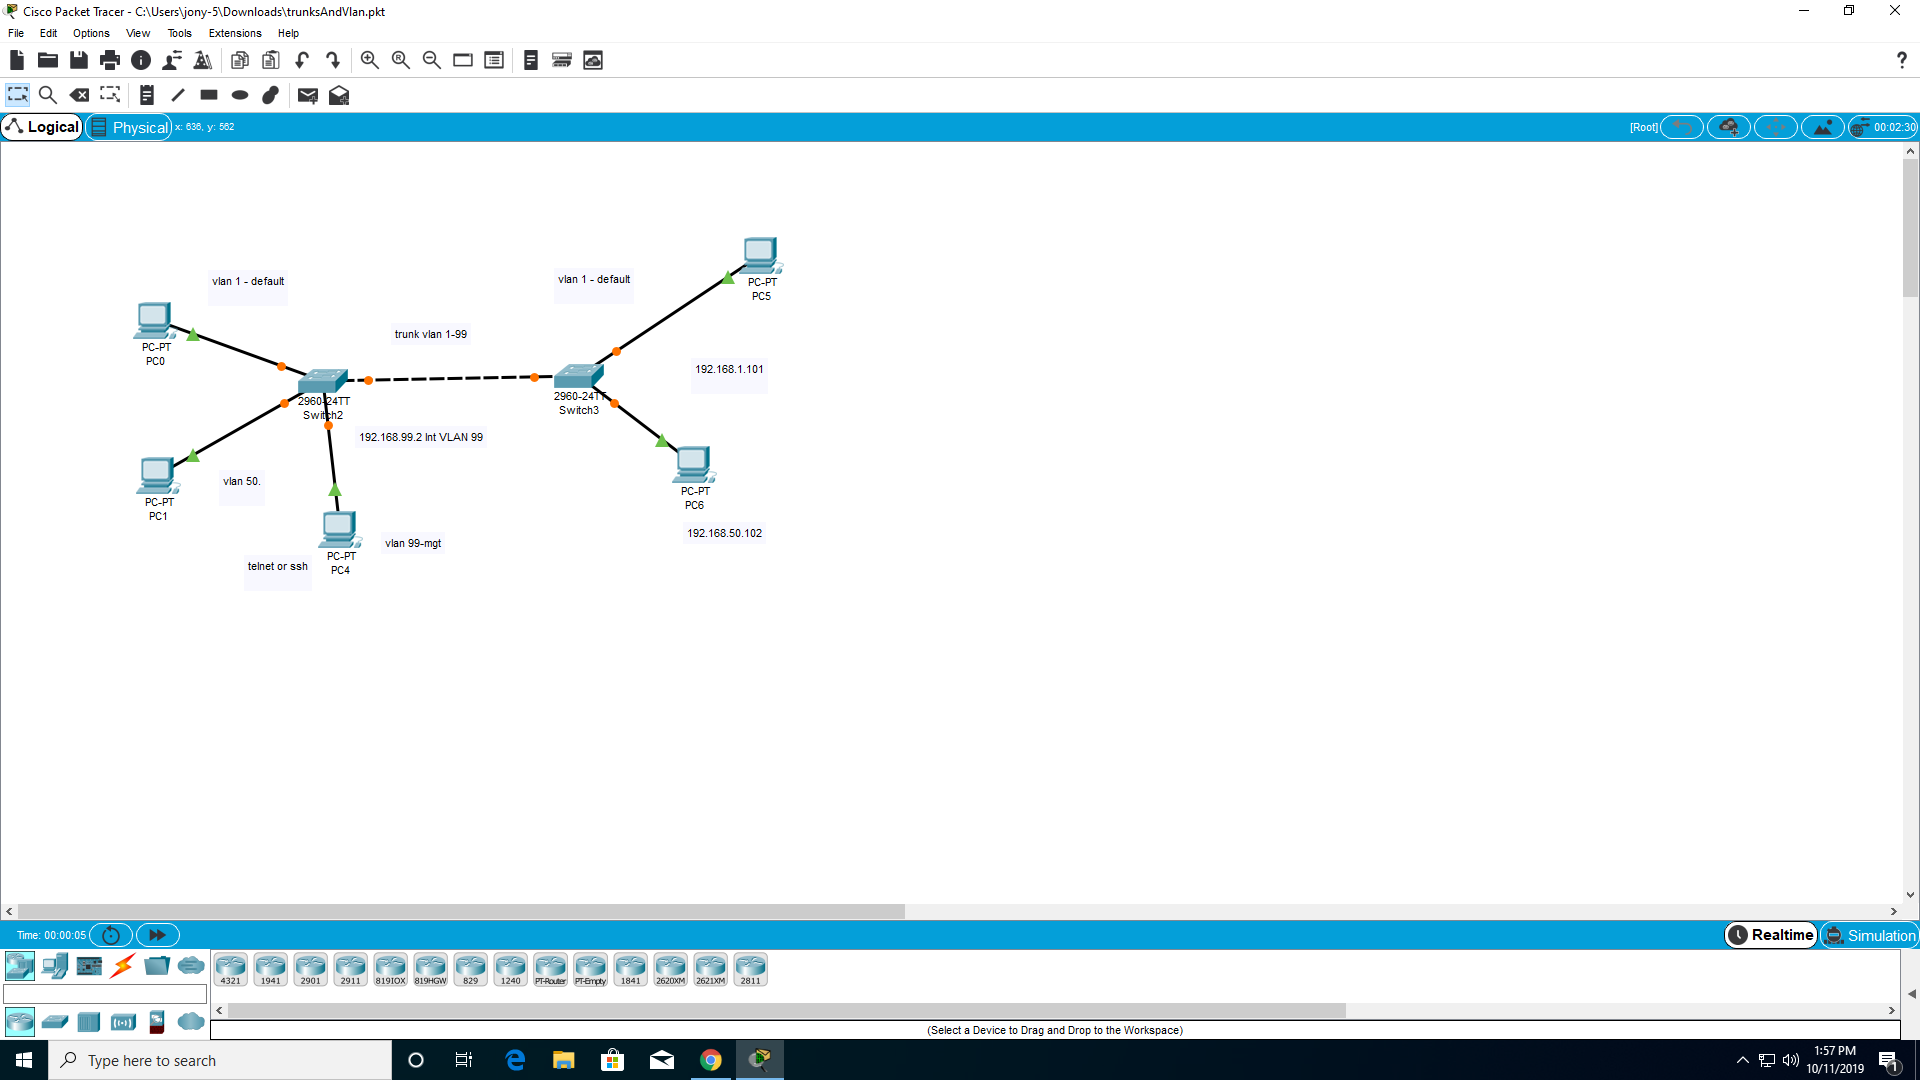 Cisco Packet Tracer - C:\Users\jony-5\Downloads\trunksAndVlan.pkt
File Edit Options View Tools Extensions Help
?
Logical Physical x: 636, y: 562 [Root] 00:02:30
vlan 1 - default
PC-PT
PC0
trunk vlan 1-99
vlan 1 - default
PC-PT
PC5
2960-24TT
Switch2
2960-24TT
Switch3
192.168.1.101
192.168.99.2 Int VLAN 99
PC-PT
PC1
vlan 50.
PC-PT
PC6
192.168.50.102
vlan 99-mgt
PC-PT
PC4
telnet or ssh
Time: 00:00:05 Realtime Simulation
4321 1941 2901 2911 819IOX 819HGW 829 1240 PT-Router PT-Empty 1841 2620XM 2621XM 2811
(Select a Device to Drag and Drop to the Workspace)
Type here to search
1:57 PM
10/11/2019
1